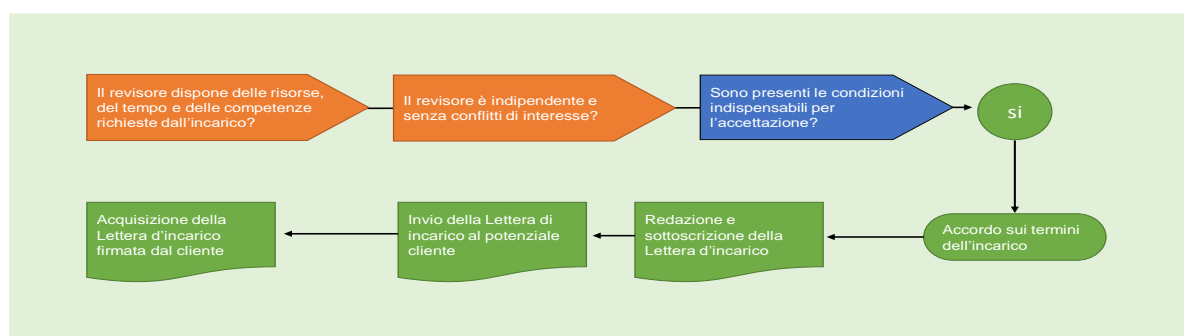 Il revisore dispone delle risorse,
del tempo e delle competenze
richieste dall'incarico?
Il revisore è indipendente e
senza conflitti di interesse?
Sono presenti le condizioni
indispensabili per
l'accettazione?
si
Acquisizione della
Lettera d'incarico
firmata dal cliente
Invio della Lettera di
incarico al potenziale
cliente
Redazione e
sottoscrizione della
Lettera d'incarico
Accordo sui termini
dell'incarico